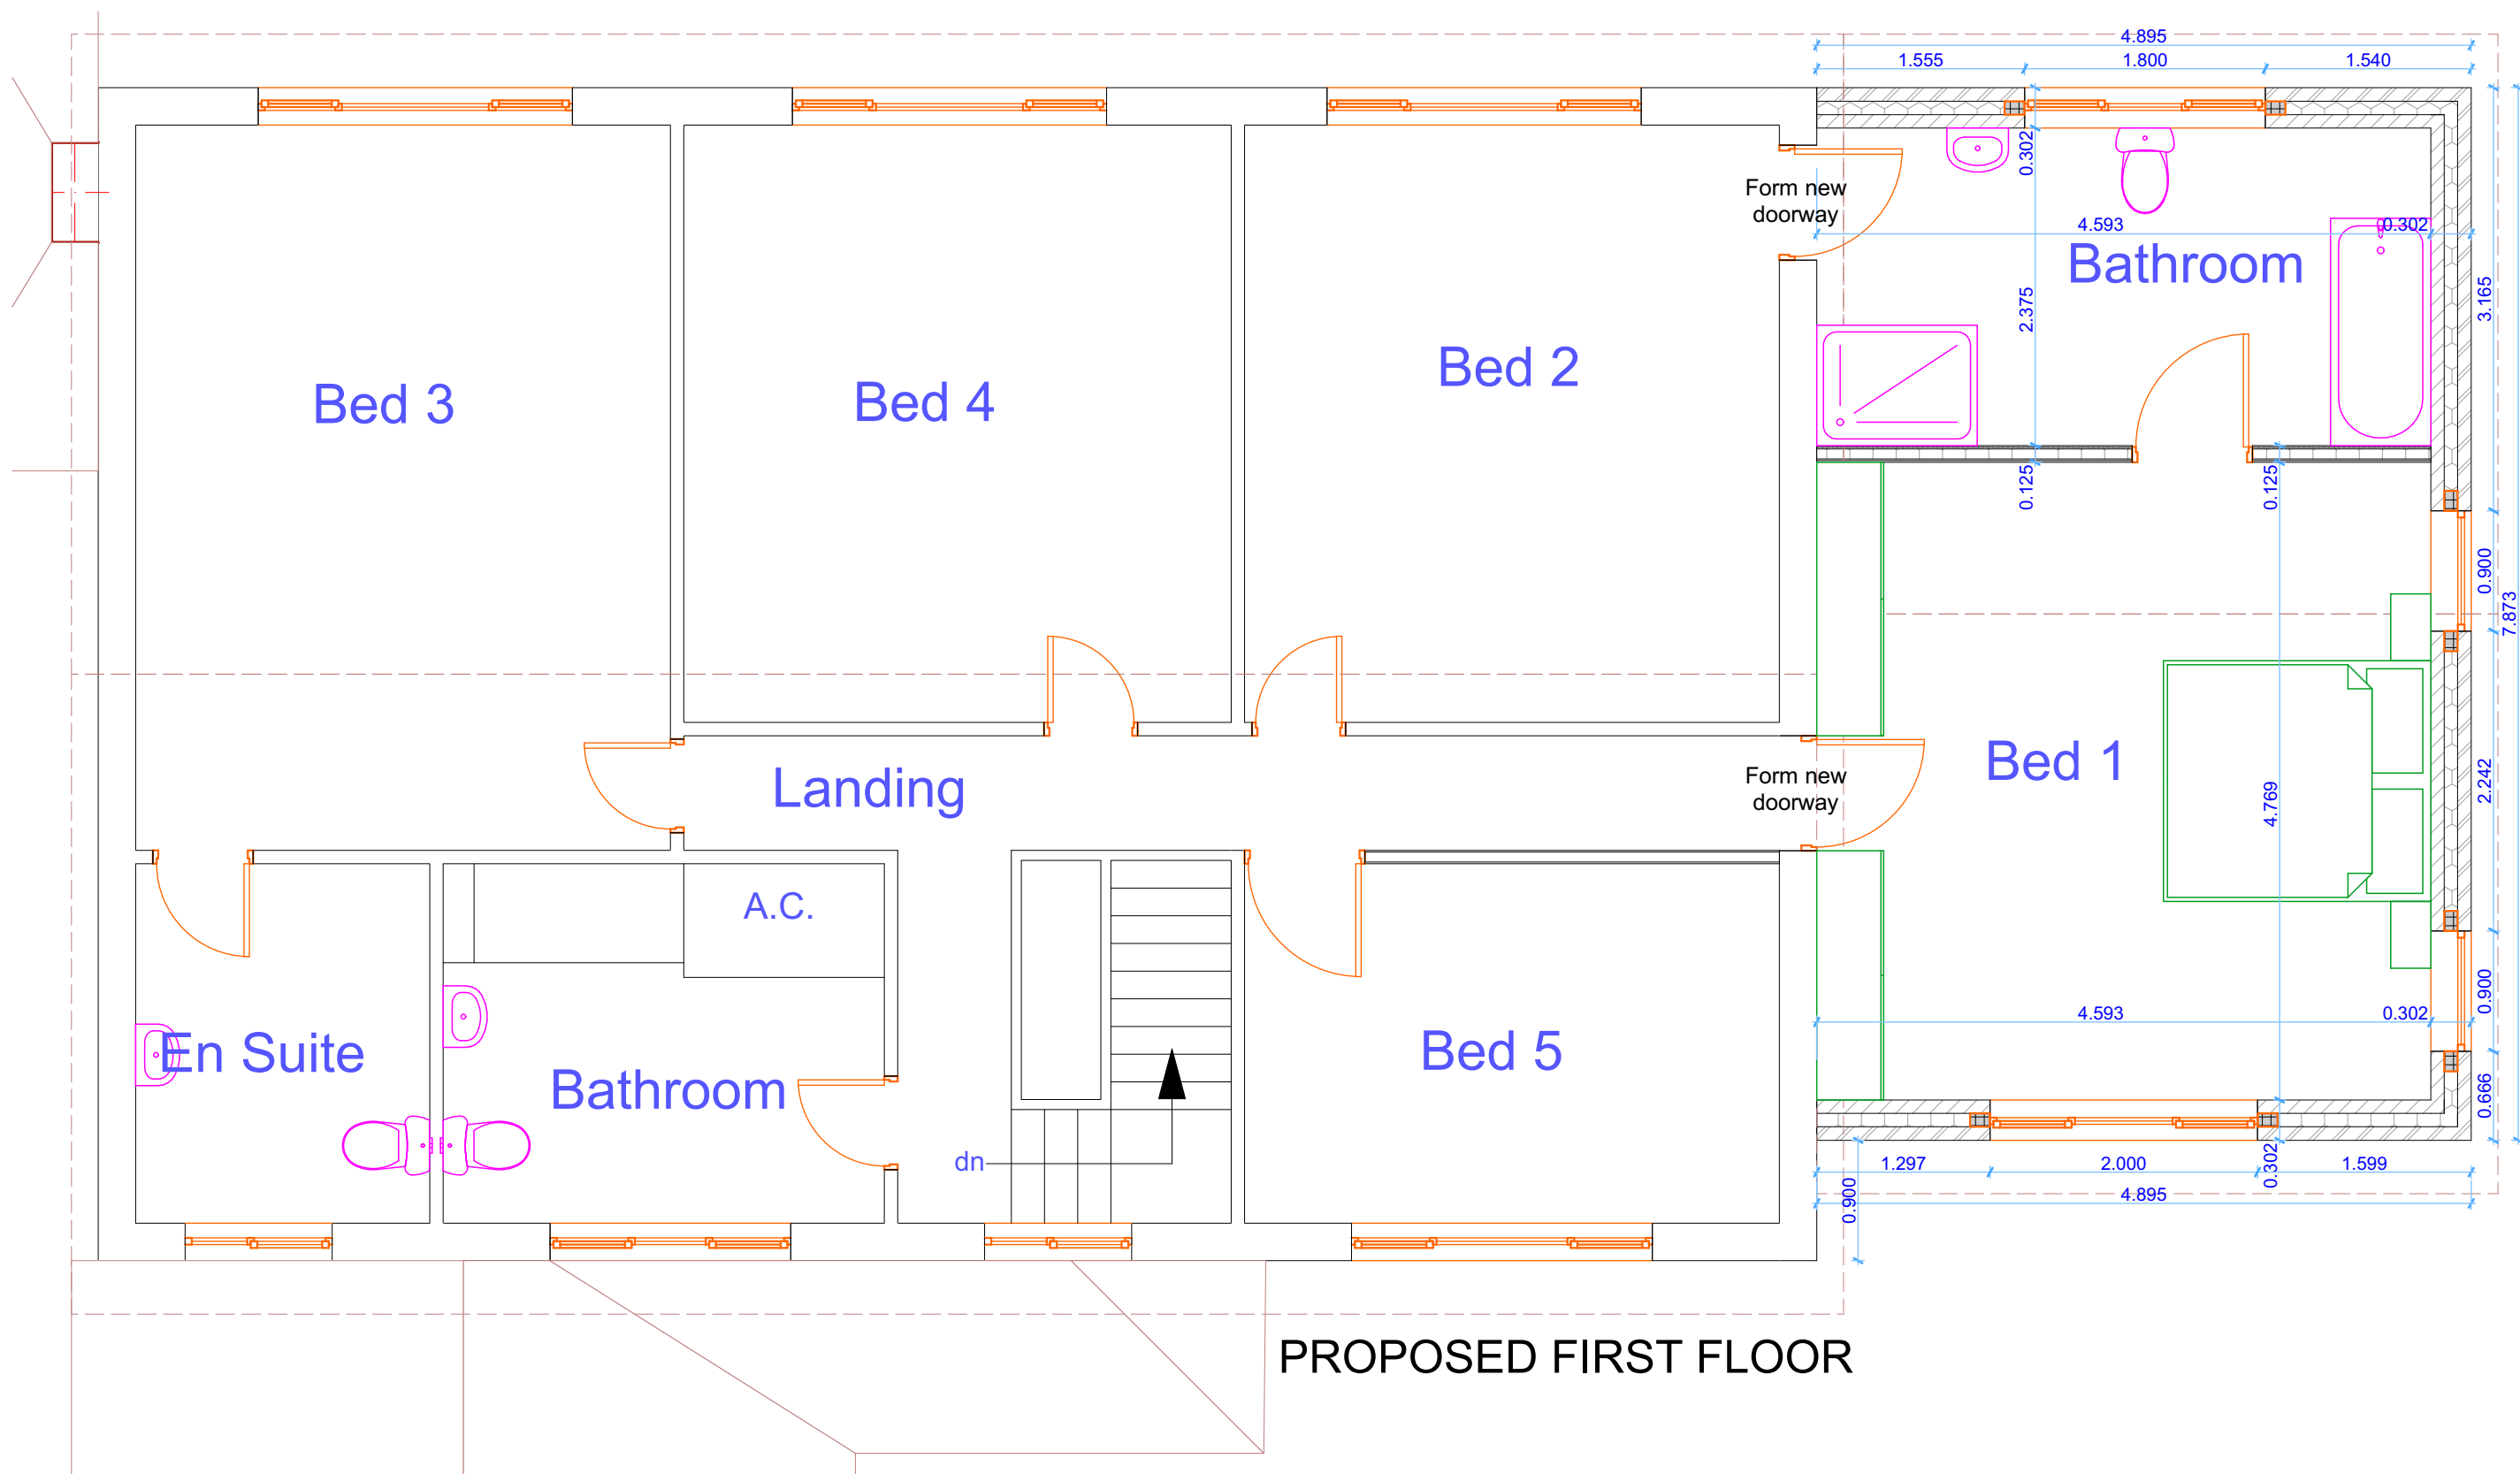 4.895
1.555
1.800
1.540
0.302
Form new
doorway
4.593
0.302
Bathroom
2.375
3.165
Bed 3
Bed 4
Bed 2
0.125
0.125
0.900
7.873
Landing
Form new
doorway
Bed 1
4.769
2.242
A.C.
0.900
4.593
0.302
En Suite
Bathroom
Bed 5
0.666
dn
1.297
2.000
0.302
1.599
0.900
4.895
PROPOSED FIRST FLOOR